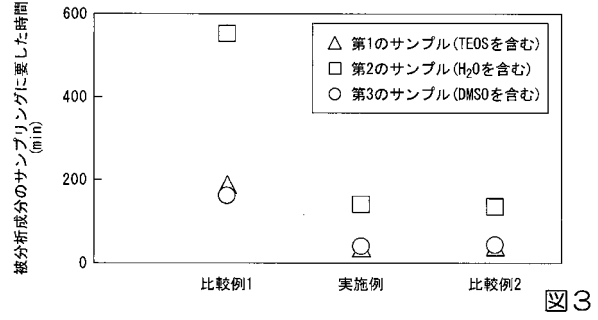 被分析成分のサンプリングに要した時間
(min)
600
400
200
0
△ 第1のサンプル(TEOSを含む)
□ 第2のサンプル(H₂Oを含む)
○ 第3のサンプル(DMSOを含む)
比較例1 実施例 比較例2
図3